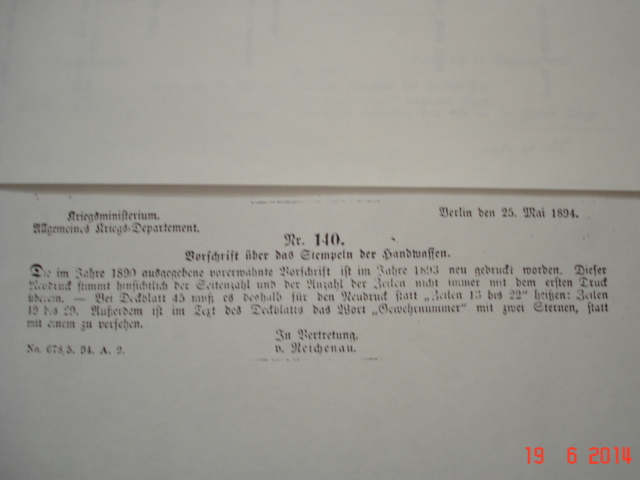 Kriegsministerium.
Allgemeines Kriegs-Departement.
Berlin den 25. Mai 1894.
Nr. 140.
Vorschrift über das Stempeln der Handwaffen.
Die im Jahre 1890 ausgegebene vorerwähnte Vorschrift ist im Jahre 1893 neu gedruckt worden. Dieser
Neudruck stimmt hinsichtlich der Seitenzahl und der Anzahl der Zeilen nicht immer mit dem ersten Druck
überein. — Bei Deckblatt 45 muß es deshalb für den Neudruck statt „Zeilen 13 bis 22“ heißen: Zeilen
19 bis 29. Außerdem ist im Text des Deckblatts das Wort „Gewehrnummer“ mit zwei Sternen, statt
mit einem zu versehen.
In Vertretung.
v. Reichenau.
No. 678/5. 94. A. 2.
19 6 2014